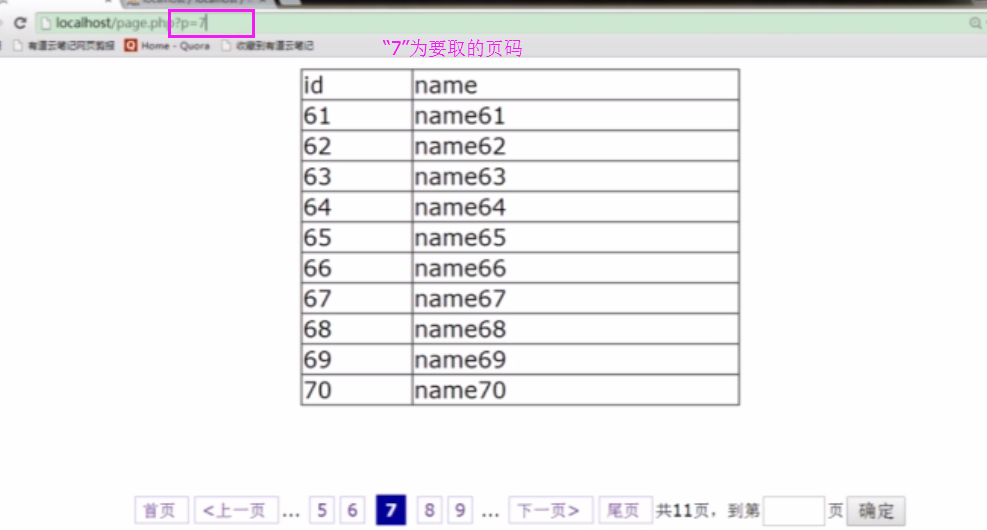 localhost/page.php?p=7
有道云笔记网页剪报 Home - Quora 收藏到有道云笔记
“7”为要取的页码
id name
61 name61
62 name62
63 name63
64 name64
65 name65
66 name66
67 name67
68 name68
69 name69
70 name70
首页 <上一页 ... 5 6 7 8 9 ... 下一页> 尾页 共11页，到第 页 确定